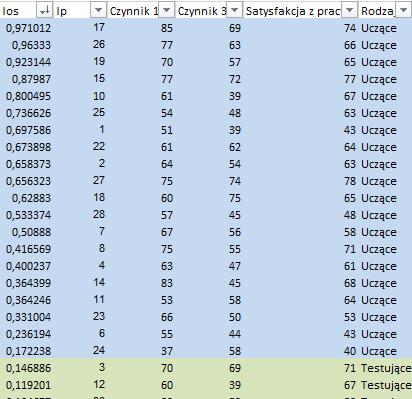 los lp Czynnik 1 Czynnik 3 Satysfakcja z prac Rodza
0,971012 17 85 69 74 Uczące
0,96333 26 77 63 66 Uczące
0,923144 19 70 57 65 Uczące
0,87987 15 77 72 77 Uczące
0,800495 10 61 39 67 Uczące
0,736626 25 54 48 63 Uczące
0,697586 1 51 39 43 Uczące
0,673898 22 61 62 64 Uczące
0,658373 2 64 54 63 Uczące
0,656323 27 75 74 78 Uczące
0,62883 18 60 75 65 Uczące
0,533374 28 57 45 48 Uczące
0,50888 7 67 56 58 Uczące
0,416569 8 75 55 71 Uczące
0,400237 4 63 47 61 Uczące
0,364399 14 83 45 68 Uczące
0,364246 11 53 58 64 Uczące
0,331004 23 66 50 53 Uczące
0,236194 6 55 44 43 Uczące
0,172238 24 37 58 40 Uczące
0,146886 3 70 69 71 Testujące
0,119201 12 60 39 67 Testujące